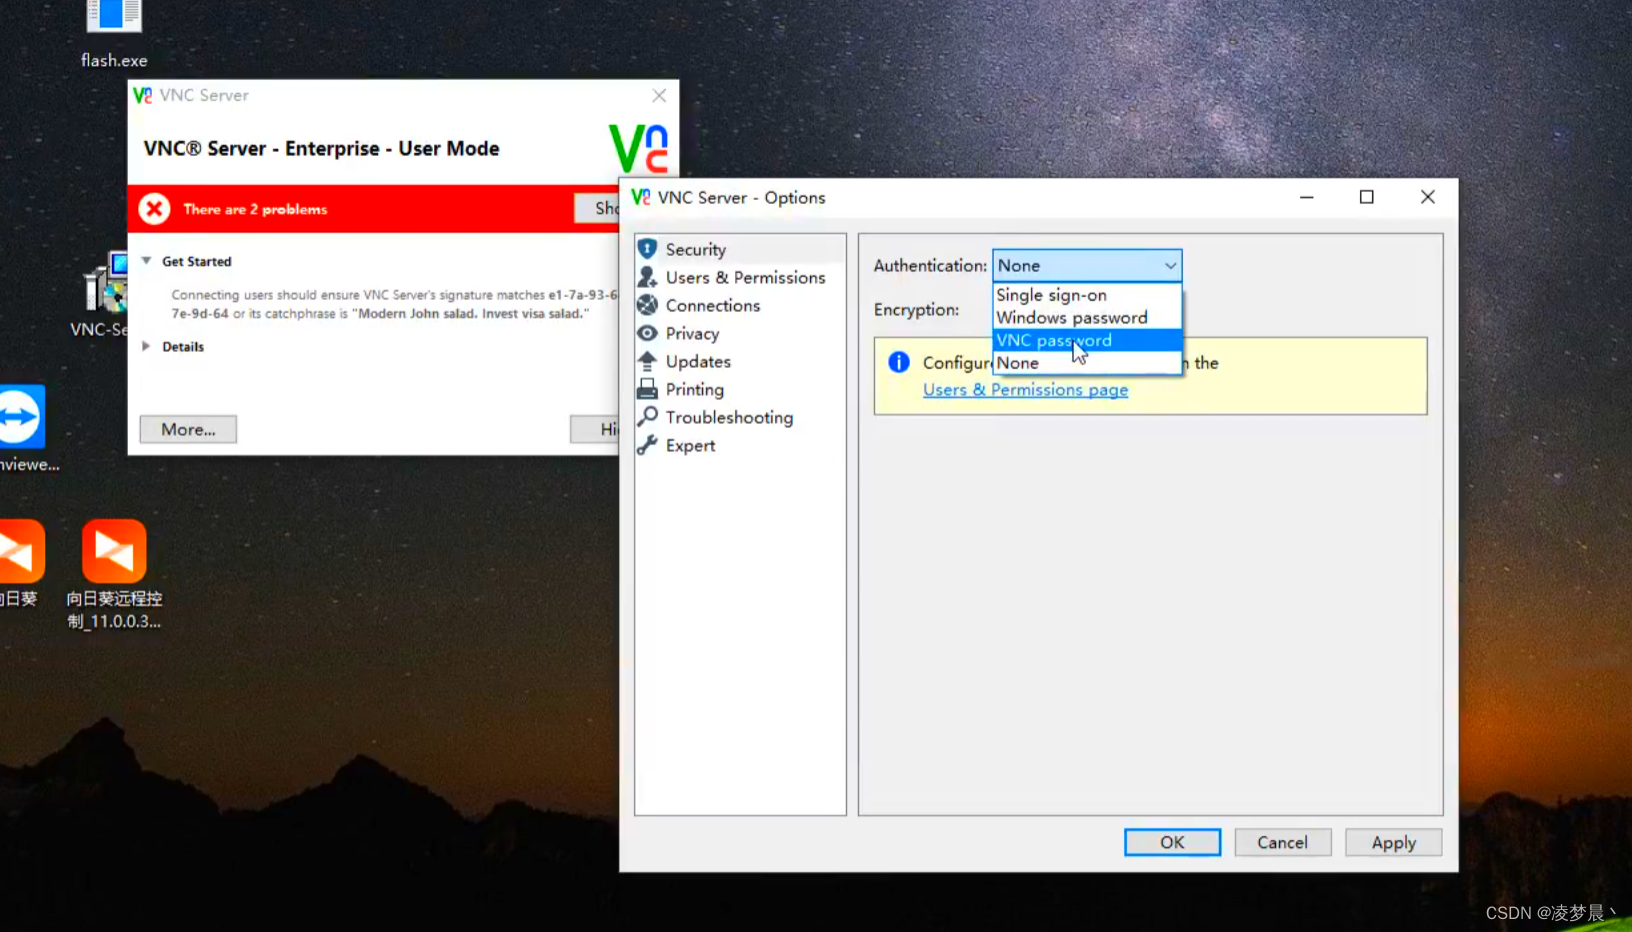 flash.exe
VNC Server
VNC® Server - Enterprise - User Mode
There are 2 problems
Get Started
Connecting users should ensure VNC Server's signature matches e1-7a-93-6
7e-9d-64 or its catchphrase is "Modern John salad. Invest visa salad."
Details
More...
VNC Server - Options
Security
Users & Permissions
Connections
Privacy
Updates
Printing
Troubleshooting
Expert
Authentication: None
Single sign-on
Windows password
VNC password
None
Encryption:
the
Users & Permissions page
OK
Cancel
Apply
VNC-Se
nviewe...
向日葵
向日葵远程控
制_11.0.0.3...
CSDN @凌梦晨丶